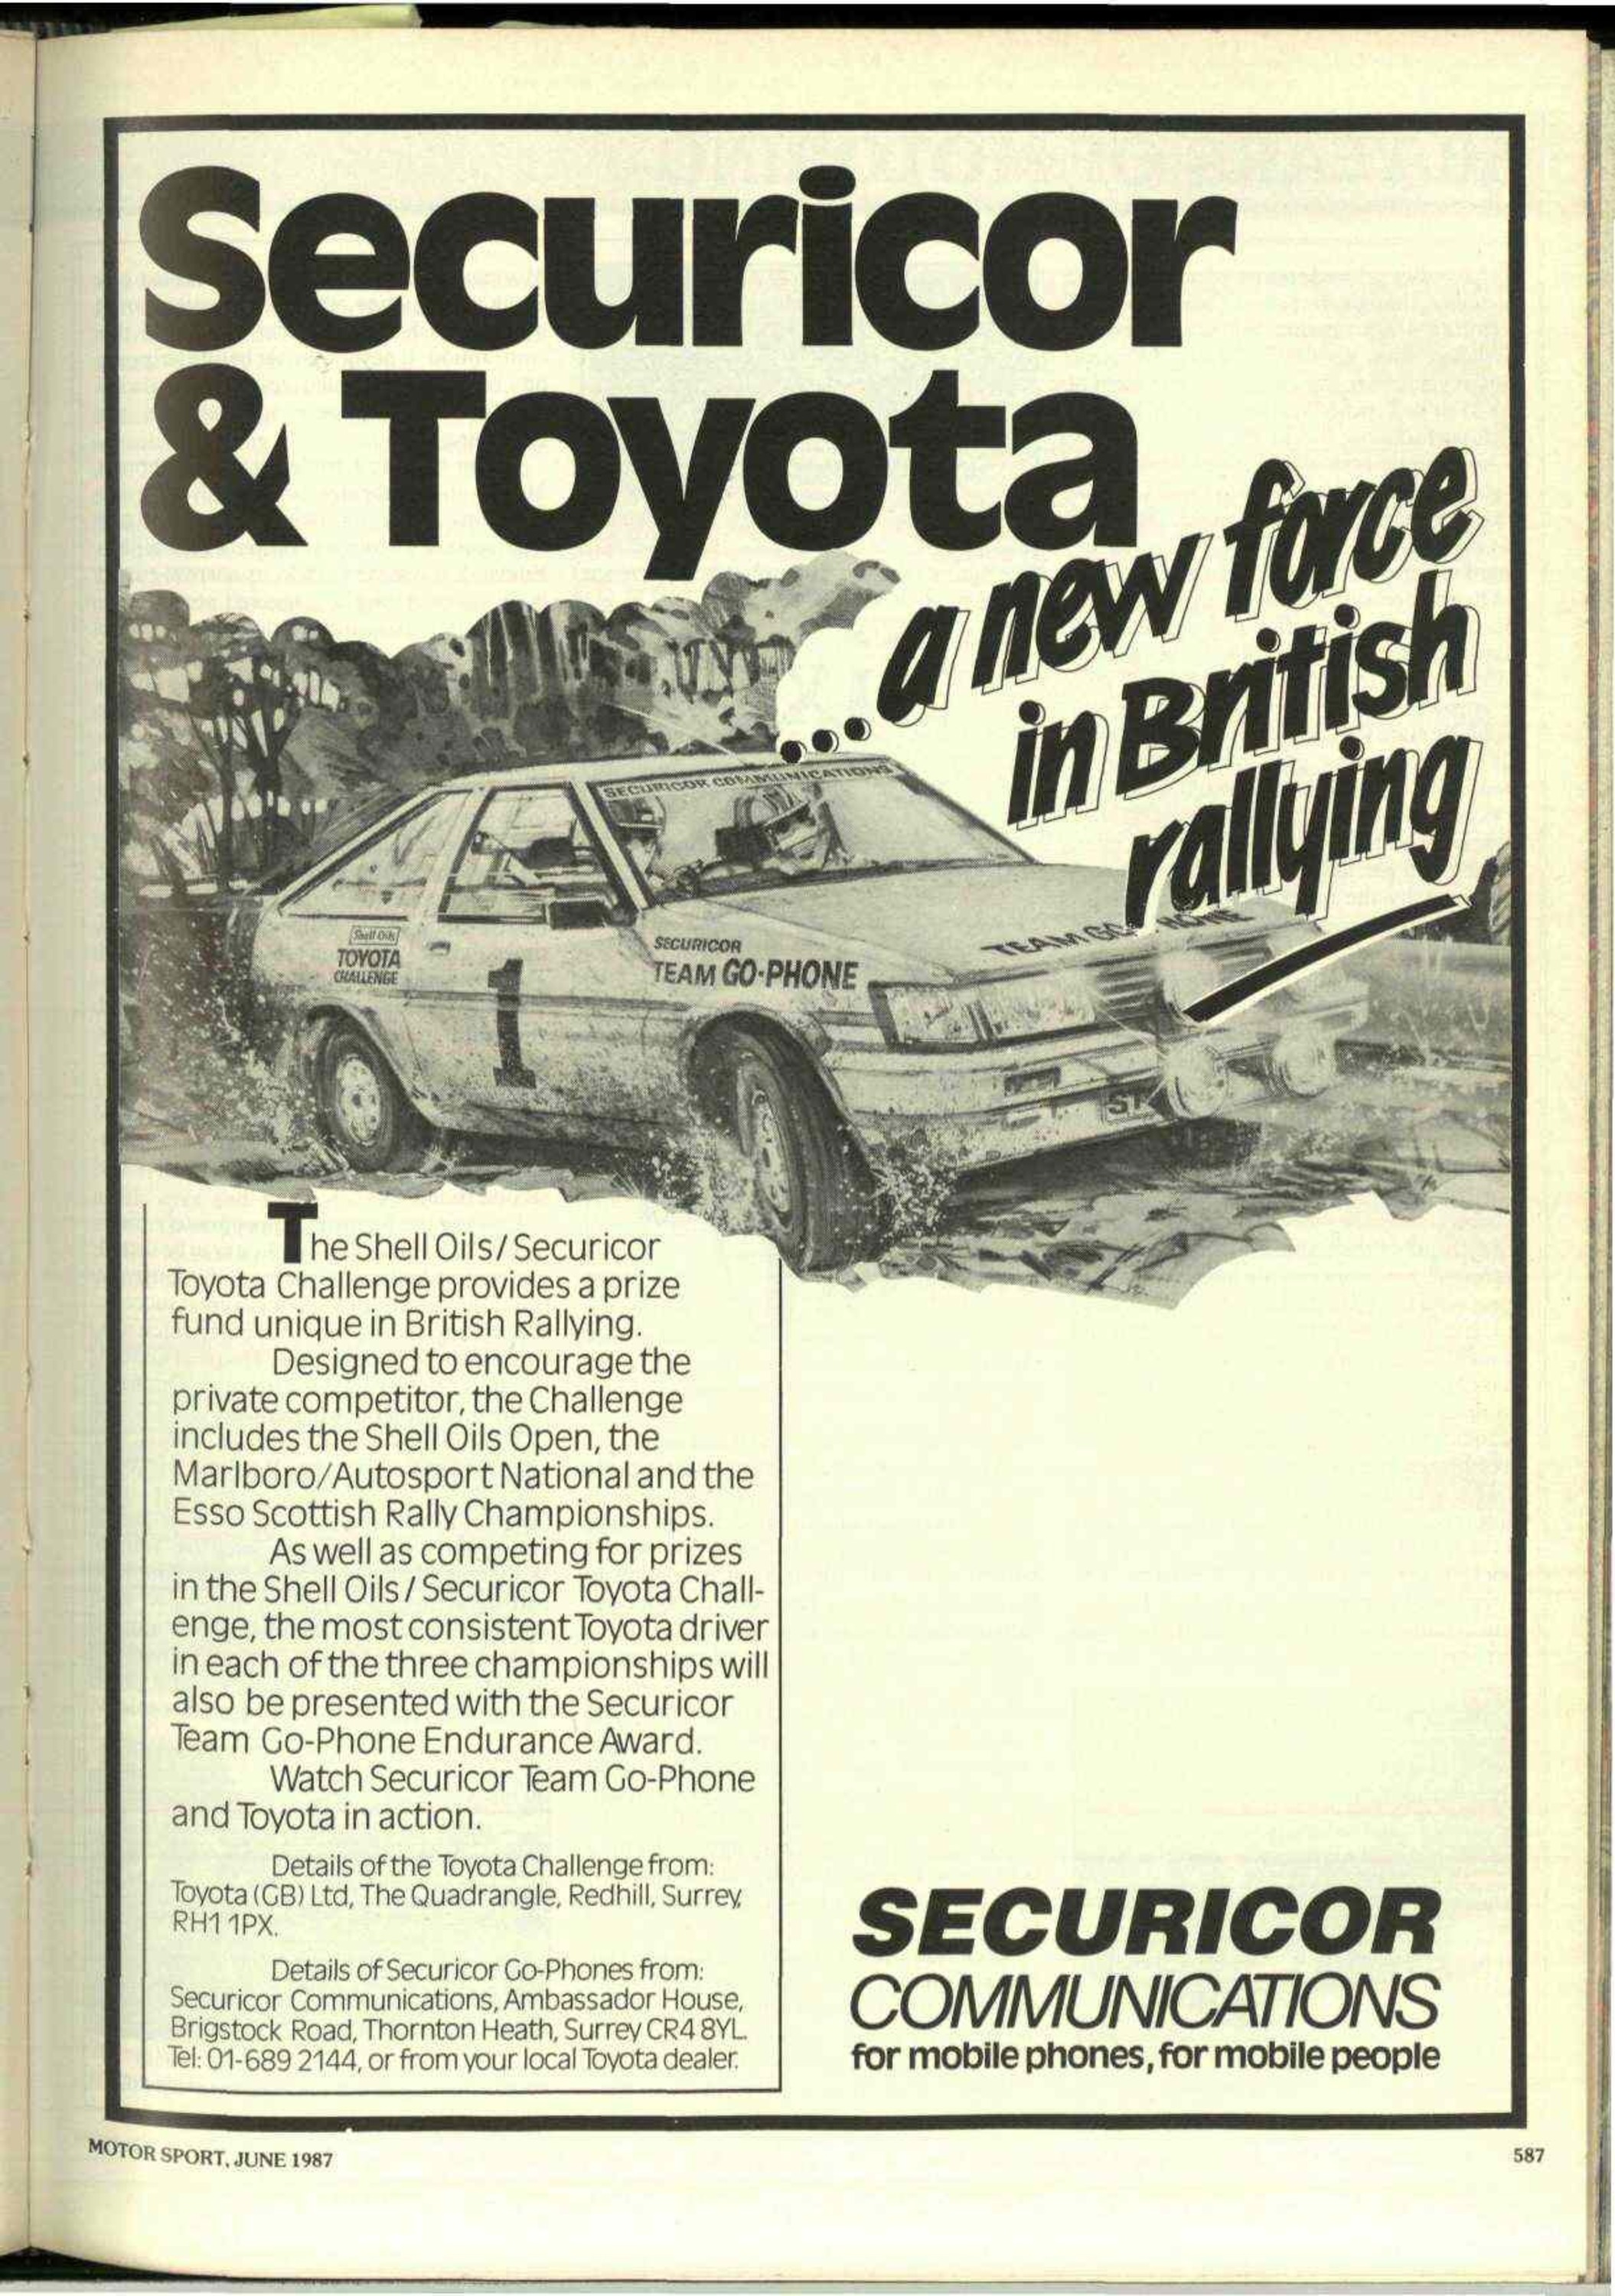 Securicor
& Toyota
...a new force
in British
rallying
SECURICOR COMMUNICATIONS
Shell Oils
TOYOTA
CHALLENGE
1
SECURICOR
TEAM GO-PHONE
TEAM GO
ST
The Shell Oils/Securicor
Toyota Challenge provides a prize
fund unique in British Rallying.
Designed to encourage the
private competitor, the Challenge
includes the Shell Oils Open, the
Marlboro/Autosport National and the
Esso Scottish Rally Championships.
As well as competing for prizes
in the Shell Oils/Securicor Toyota Chall-
enge, the most consistent Toyota driver
in each of the three championships will
also be presented with the Securicor
Team Go-Phone Endurance Award.
Watch Securicor Team Go-Phone
and Toyota in action.
Details of the Toyota Challenge from:
Toyota (GB) Ltd, The Quadrangle, Redhill, Surrey,
RH1 1PX.
Details of Securicor Go-Phones from:
Securicor Communications, Ambassador House,
Brigstock Road, Thornton Heath, Surrey CR4 8YL.
Tel: 01-689 2144, or from your local Toyota dealer.
SECURICOR
COMMUNICATIONS
for mobile phones, for mobile people
MOTOR SPORT, JUNE 1987
587